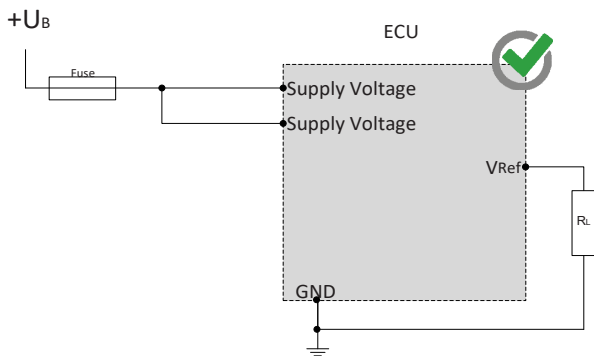 +UB
ECU
Fuse
Supply Voltage
Supply Voltage
VRef
RL
GND